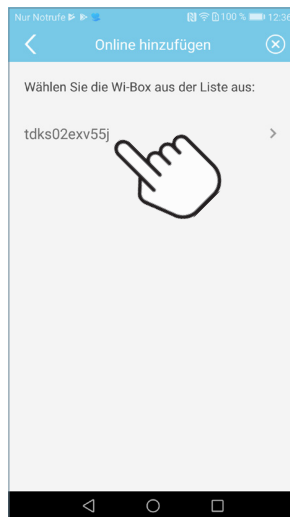 Nur Notrufe 100 % 12:36
Online hinzufügen
Wählen Sie die Wi-Box aus der Liste aus:
tdks02exv55j